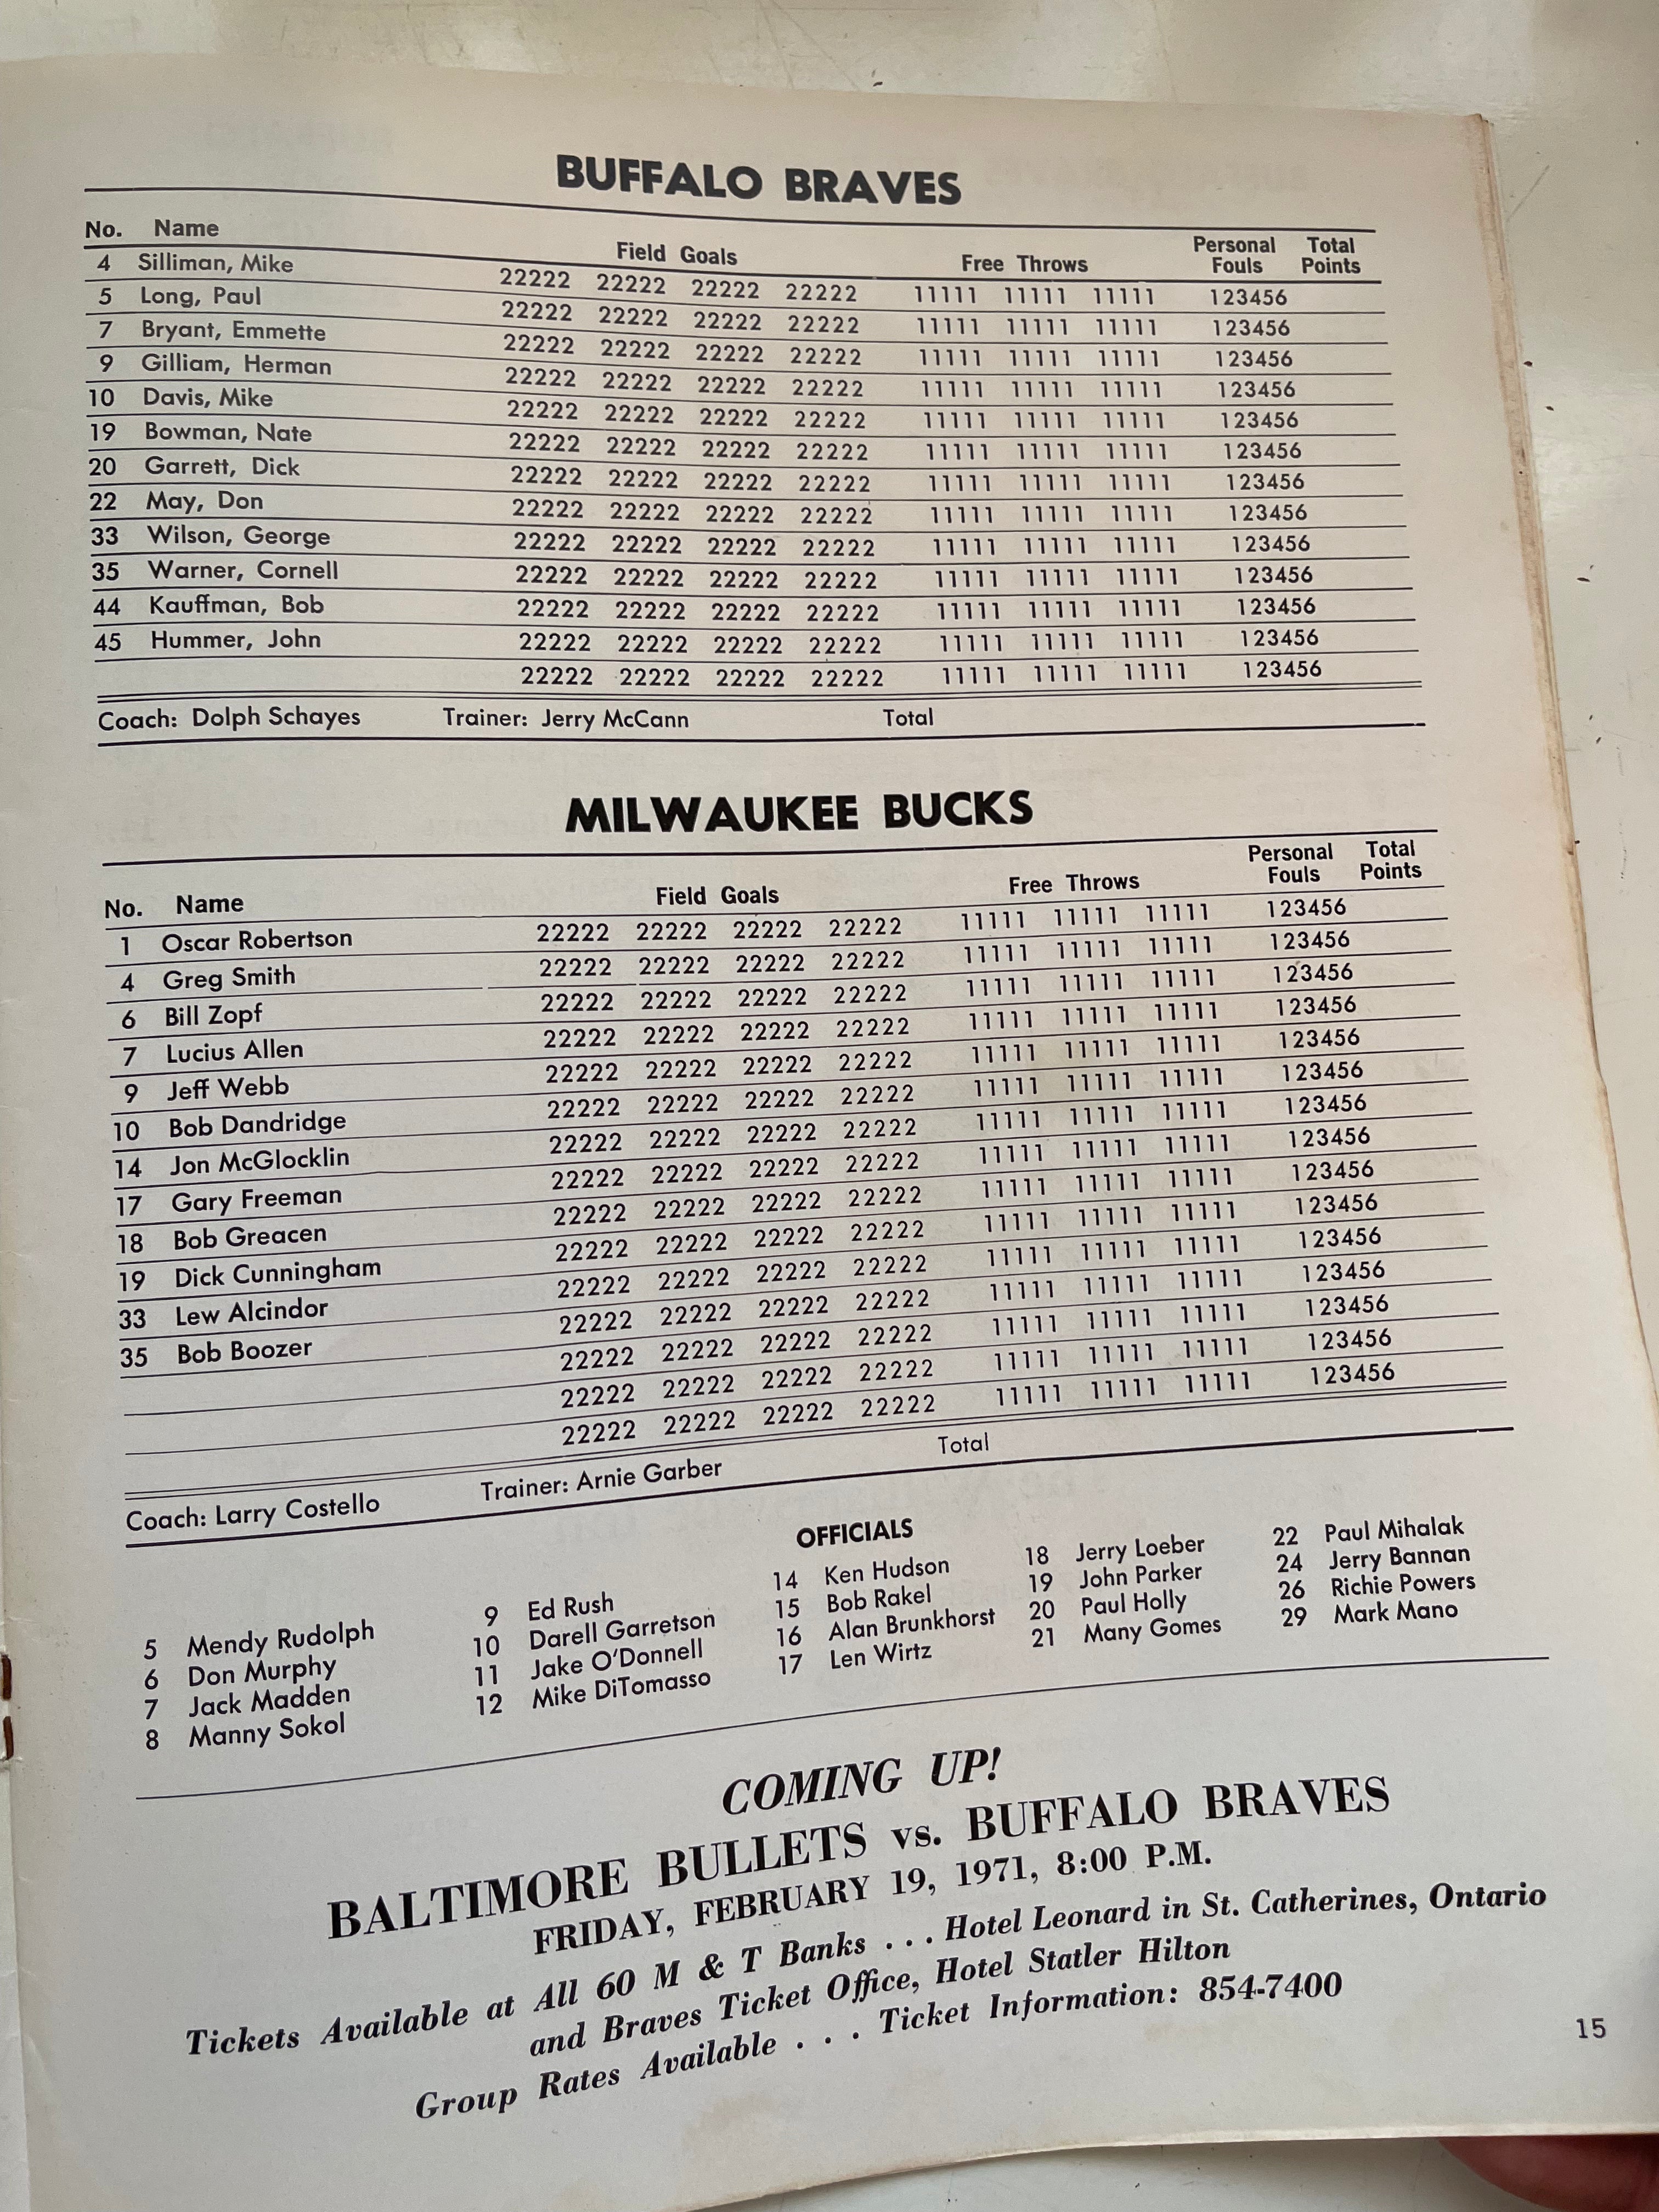 BUFFALO BRAVES
No. Name Field Goals Free Throws Personal Fouls Total Points
4 Silliman, Mike 22222 22222 22222 22222 11111 11111 11111 123456
5 Long, Paul 22222 22222 22222 22222 11111 11111 11111 123456
7 Bryant, Emmette 22222 22222 22222 22222 11111 11111 11111 123456
9 Gilliam, Herman 22222 22222 22222 22222 11111 11111 11111 123456
10 Davis, Mike 22222 22222 22222 22222 11111 11111 11111 123456
19 Bowman, Nate 22222 22222 22222 22222 11111 11111 11111 123456
20 Garrett, Dick 22222 22222 22222 22222 11111 11111 11111 123456
22 May, Don 22222 22222 22222 22222 11111 11111 11111 123456
33 Wilson, George 22222 22222 22222 22222 11111 11111 11111 123456
35 Warner, Cornell 22222 22222 22222 22222 11111 11111 11111 123456
44 Kauffman, Bob 22222 22222 22222 22222 11111 11111 11111 123456
45 Hummer, John 22222 22222 22222 22222 11111 11111 11111 123456
22222 22222 22222 22222 11111 11111 11111 123456
Coach: Dolph Schayes Trainer: Jerry McCann Total
MILWAUKEE BUCKS
No. Name Field Goals Free Throws Personal Fouls Total Points
1 Oscar Robertson 22222 22222 22222 22222 11111 11111 11111 123456
4 Greg Smith 22222 22222 22222 22222 11111 11111 11111 123456
6 Bill Zopf 22222 22222 22222 22222 11111 11111 11111 123456
7 Lucius Allen 22222 22222 22222 22222 11111 11111 11111 123456
9 Jeff Webb 22222 22222 22222 22222 11111 11111 11111 123456
10 Bob Dandridge 22222 22222 22222 22222 11111 11111 11111 123456
14 Jon McGlocklin 22222 22222 22222 22222 11111 11111 11111 123456
17 Gary Freeman 22222 22222 22222 22222 11111 11111 11111 123456
18 Bob Greacen 22222 22222 22222 22222 11111 11111 11111 123456
19 Dick Cunningham 22222 22222 22222 22222 11111 11111 11111 123456
33 Lew Alcindor 22222 22222 22222 22222 11111 11111 11111 123456
35 Bob Boozer 22222 22222 22222 22222 11111 11111 11111 123456
22222 22222 22222 22222 11111 11111 11111 123456
22222 22222 22222 22222 11111 11111 11111 123456
22222 22222 22222 22222 11111 11111 11111 123456
Coach: Larry Costello Trainer: Arnie Garber Total
OFFICIALS
5 Mendy Rudolph 9 Ed Rush 14 Ken Hudson 18 Jerry Loeber 22 Paul Mihalak
6 Don Murphy 10 Darell Garretson 15 Bob Rakel 19 John Parker 24 Jerry Bannan
7 Jack Madden 11 Jake O'Donnell 16 Alan Brunkhorst 20 Paul Holly 26 Richie Powers
8 Manny Sokol 12 Mike DiTomasso 17 Len Wirtz 21 Many Gomes 29 Mark Mano
COMING UP!
BALTIMORE BULLETS vs. BUFFALO BRAVES
FRIDAY, FEBRUARY 19, 1971, 8:00 P.M.
Tickets Available at All 60 M & T Banks . . . Hotel Leonard in St. Catherines, Ontario
and Braves Ticket Office, Hotel Statler Hilton
Group Rates Available . . . Ticket Information: 854-7400
15